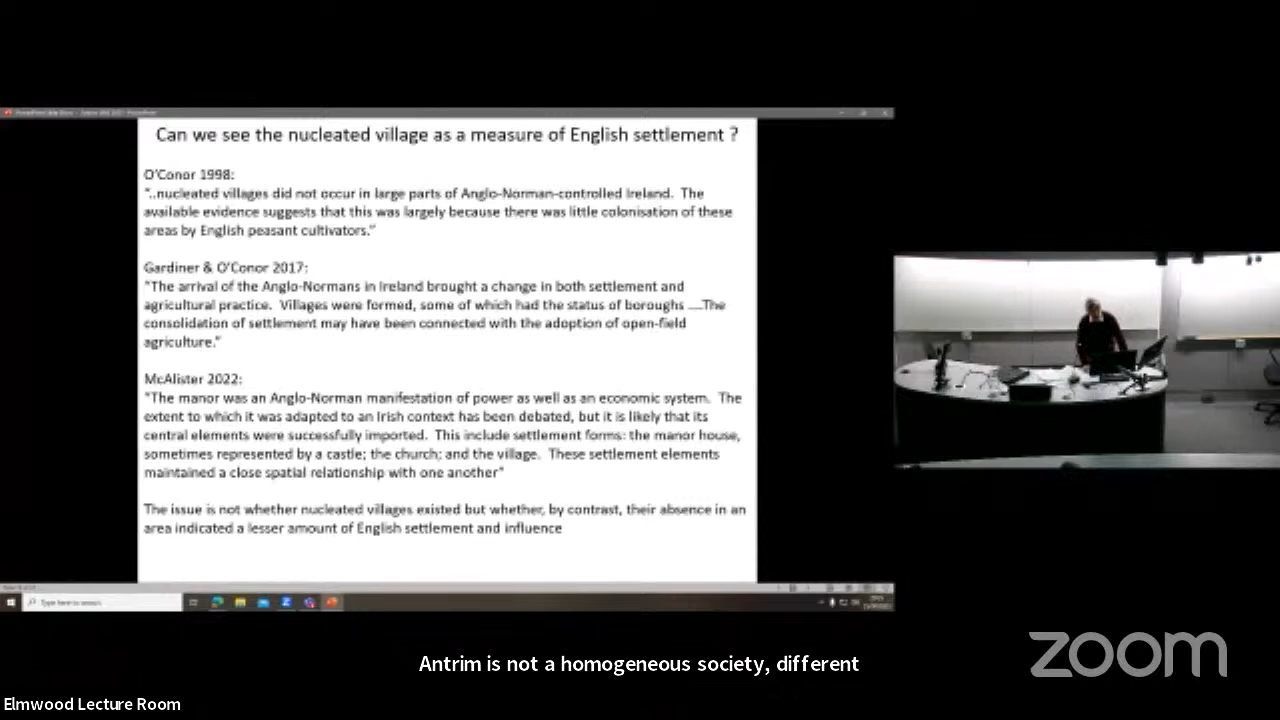 Can we see the nucleated village as a measure of English settlement ?
O'Conor 1998:
"..nucleated villages did not occur in large parts of Anglo-Norman-controlled Ireland. The
available evidence suggests that this was largely because there was little colonisation of these
areas by English peasant cultivators."
Gardiner & O'Conor 2017:
"The arrival of the Anglo-Normans in Ireland brought a change in both settlement and
agricultural practice. Villages were formed, some of which had the status of boroughs ....The
consolidation of settlement may have been connected with the adoption of open-field
agriculture."
McAlister 2022:
"The manor was an Anglo-Norman manifestation of power as well as an economic system. The
extent to which it was adapted to an Irish context has been debated, but it is likely that its
central elements were successfully imported. This include settlement forms: the manor house,
sometimes represented by a castle; the church; and the village. These settlement elements
maintained a close spatial relationship with one another"
The issue is not whether nucleated villages existed but whether, by contrast, their absence in an
area indicated a lesser amount of English settlement and influence
Type here to search
Antrim is not a homogeneous society, different
zoom
Elmwood Lecture Room